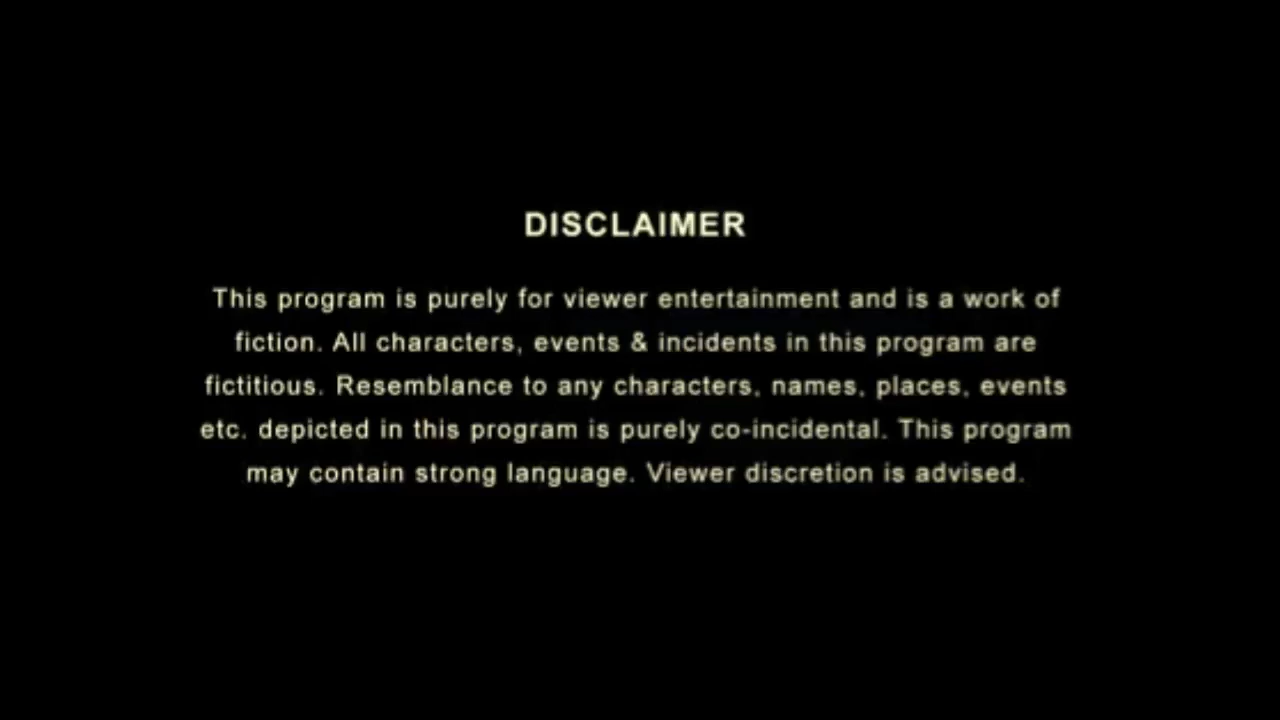 DISCLAIMER
This program is purely for viewer entertainment and is a work of
fiction. All characters, events & incidents in this program are
fictitious. Resemblance to any characters, names, places, events
etc. depicted in this program is purely co-incidental. This program
may contain strong language. Viewer discretion is advised.